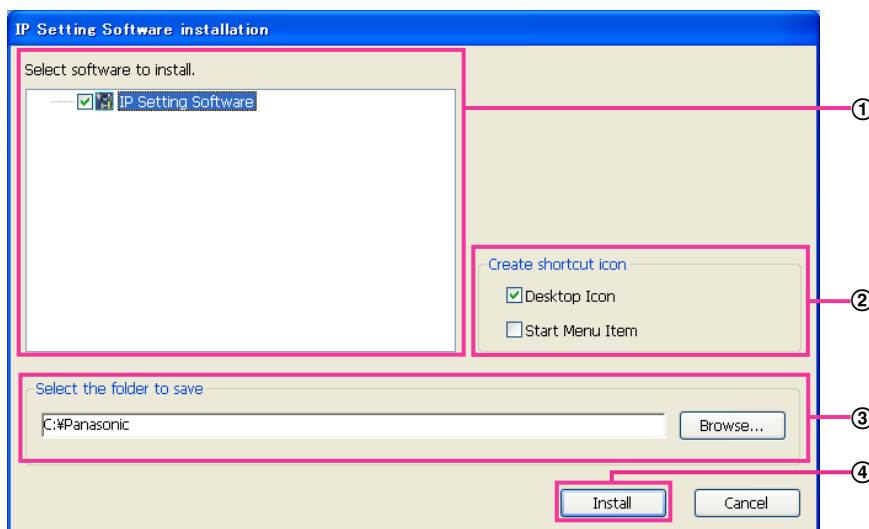 IP Setting Software installation
Select software to install.
IP Setting Software
①
Create shortcut icon
Desktop Icon
②
Start Menu Item
Select the folder to save
C:¥Panasonic
Browse...
③
④
Install
Cancel